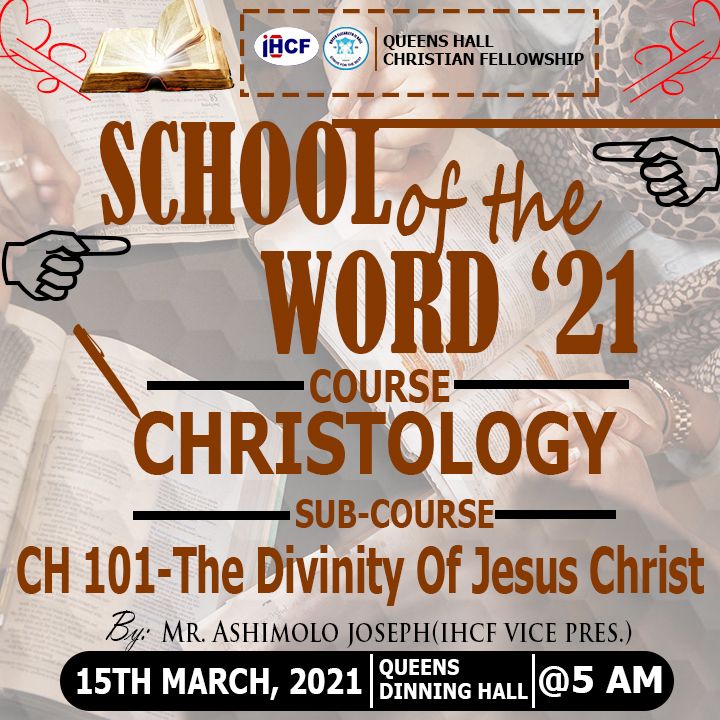 iHCF
QUEENS HALL
CHRISTIAN FELLOWSHIP
SCHOOL of the
WORD ‘21
COURSE
CHRISTOLOGY
SUB-COURSE
CH 101-The Divinity Of Jesus Christ
By: MR. ASHIMOLO JOSEPH(IHCF VICE PRES.)
15TH MARCH, 2021
QUEENS
DINNING HALL
@5 AM